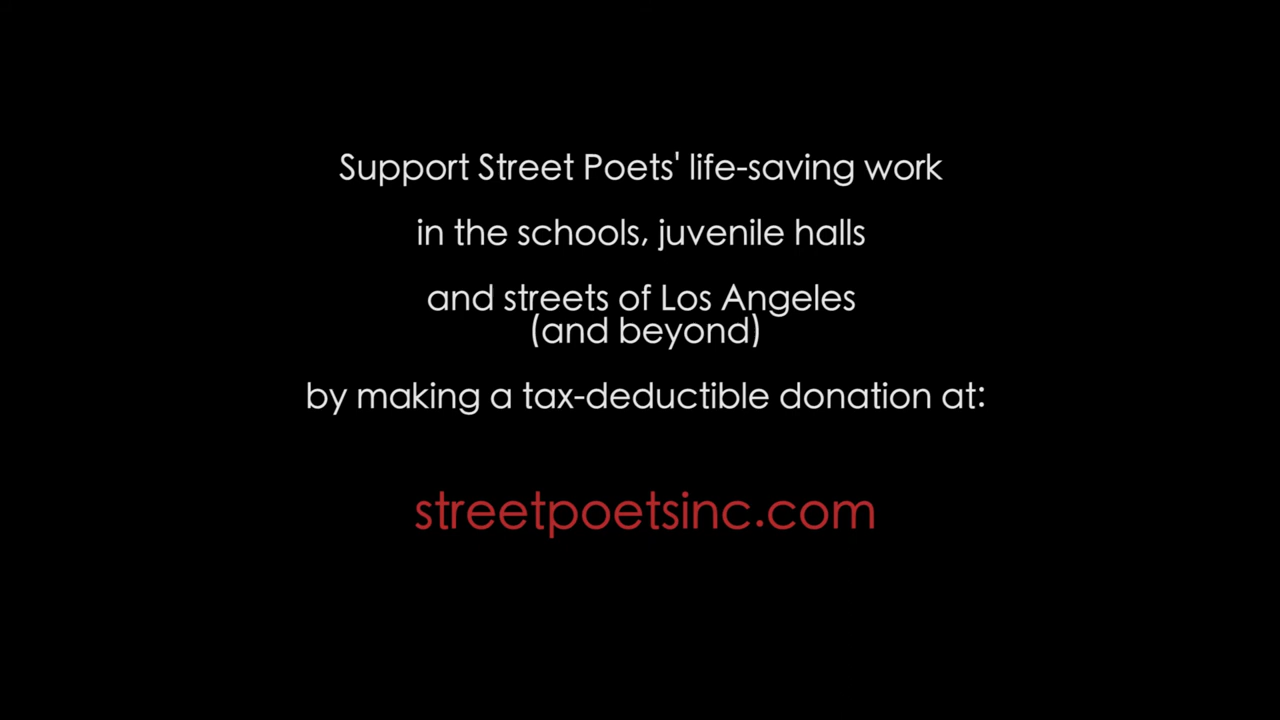 Support Street Poets' life-saving work
in the schools, juvenile halls
and streets of Los Angeles
(and beyond)
by making a tax-deductible donation at:
streetpoetsinc.com